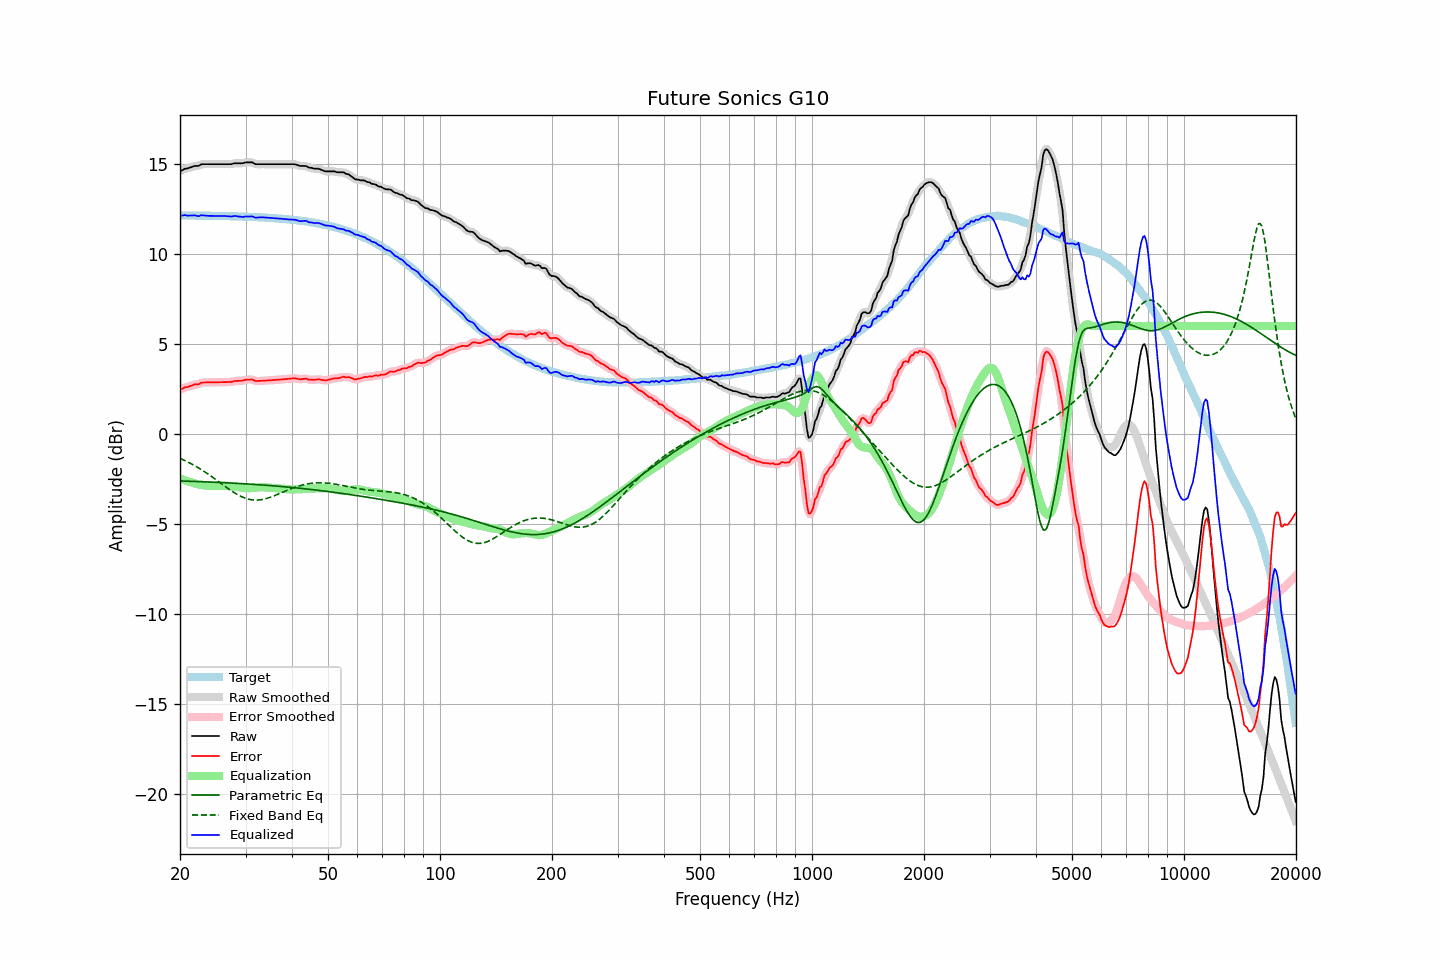 Future Sonics G10
Amplitude (dBr)
15
10
5
0
−5
−10
−15
−20
Target
Raw Smoothed
Error Smoothed
Raw
Error
Equalization
Parametric Eq
Fixed Band Eq
Equalized
20 50 100 200 500 1000 2000 5000 10000 20000
Frequency (Hz)